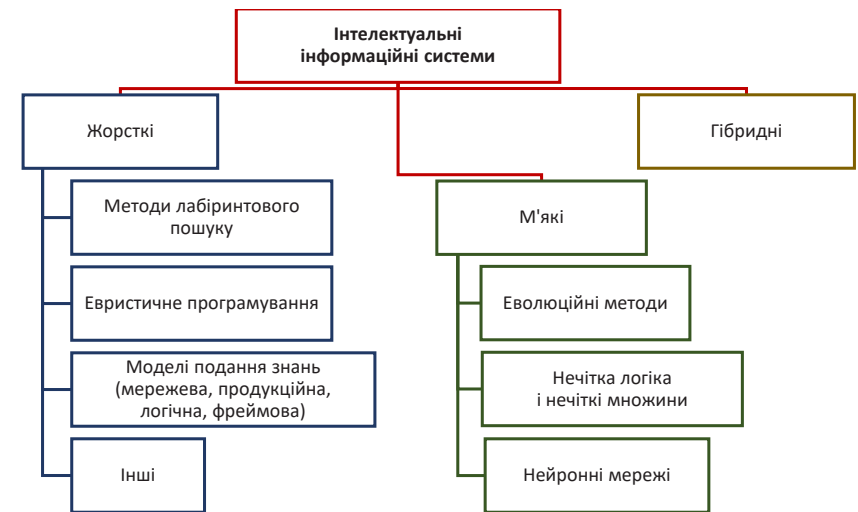 Інтелектуальні
інформаційні системи
Жорсткі
Гібридні
Методи лабіринтового
пошуку
М'які
Евристичне програмування
Еволюційні методи
Моделі подання знань
(мережева, продукційна,
логічна, фреймова)
Нечітка логіка
і нечіткі множини
Інші
Нейронні мережі